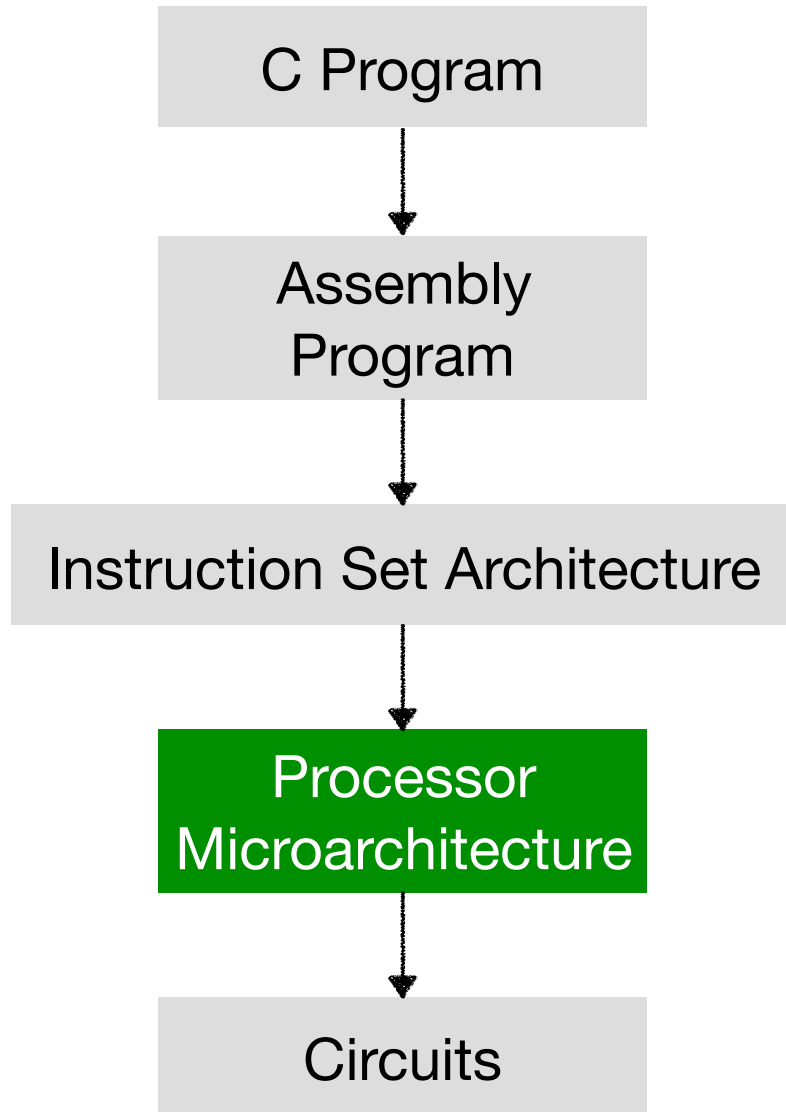 C Program
Assembly
Program
Instruction Set Architecture
Processor
Microarchitecture
Circuits